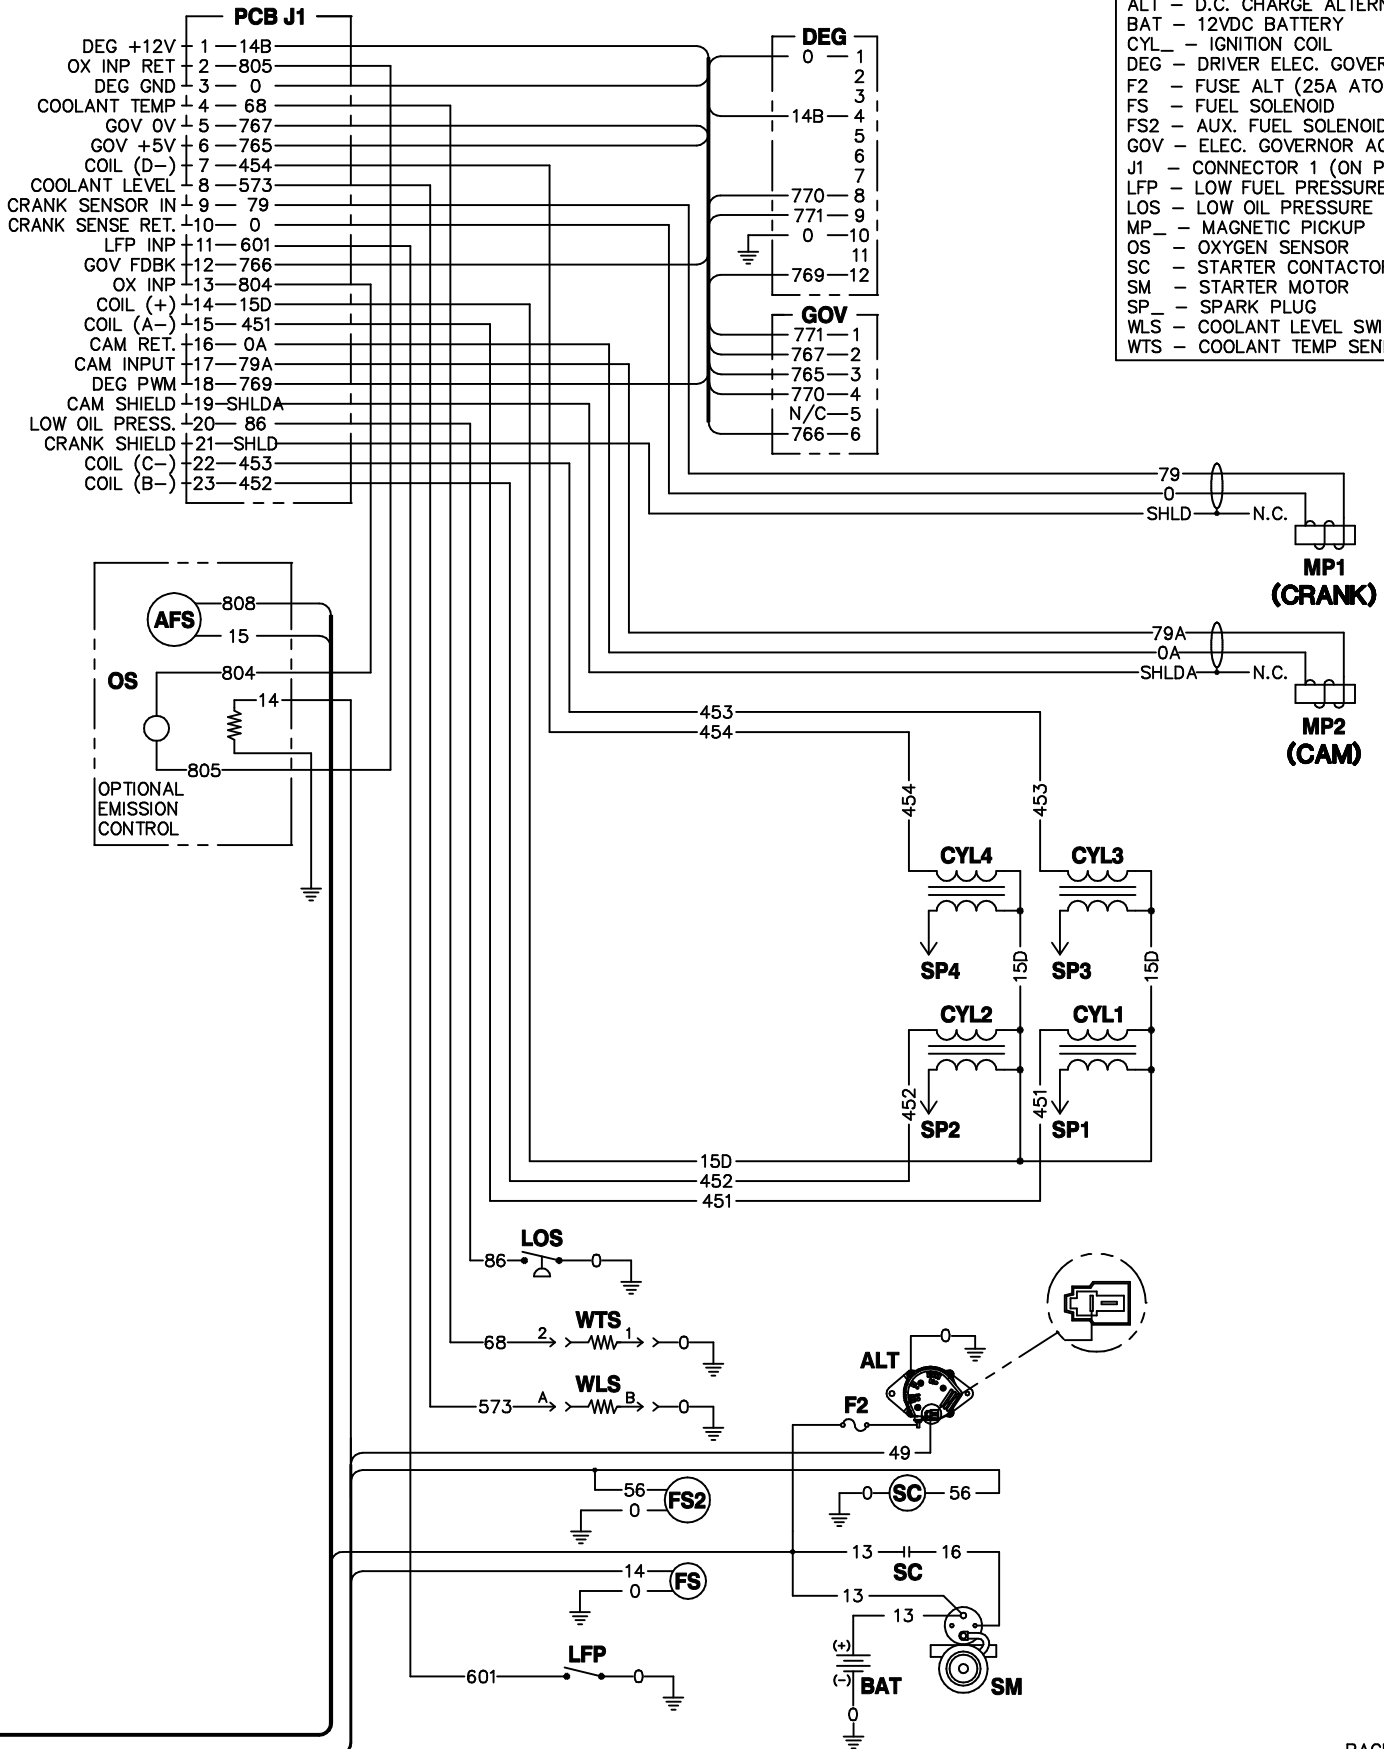 PCB J1
DEG +12V 1 14B
OX INP RET 2 805
DEG GND 3 0
COOLANT TEMP 4 68
GOV 0V 5 767
GOV +5V 6 765
COIL (D-) 7 454
COOLANT LEVEL 8 573
CRANK SENSOR IN 9 79
CRANK SENSE RET. 10 0
LFP INP 11 601
GOV FDBK 12 766
OX INP 13 804
COIL (+) 14 15D
COIL (A-) 15 451
CAM RET. 16 0A
CAM INPUT 17 79A
DEG PWM 18 769
CAM SHIELD 19 SHLDA
LOW OIL PRESS. 20 86
CRANK SHIELD 21 SHLD
COIL (C-) 22 453
COIL (B-) 23 452
DEG
0 1
2
3
14B 4
5
6
7
770 8
771 9
0 10
11
769 12
GOV
771 1
767 2
765 3
770 4
N/C 5
766 6
ALT - D.C. CHARGE ALTERN
BAT - 12VDC BATTERY
CYL_ - IGNITION COIL
DEG - DRIVER ELEC. GOVER
F2 - FUSE ALT (25A ATO
FS - FUEL SOLENOID
FS2 - AUX. FUEL SOLENOID
GOV - ELEC. GOVERNOR AC
J1 - CONNECTOR 1 (ON P
LFP - LOW FUEL PRESSURE
LOS - LOW OIL PRESSURE
MP_ - MAGNETIC PICKUP
OS - OXYGEN SENSOR
SC - STARTER CONTACTOR
SM - STARTER MOTOR
SP_ - SPARK PLUG
WLS - COOLANT LEVEL SWI
WTS - COOLANT TEMP SEN
79
0
SHLD N.C.
MP1
(CRANK)
79A
0A
SHLDA N.C.
MP2
(CAM)
AFS
808
15
OS
804
14
805
OPTIONAL
EMISSION
CONTROL
453
454
454
453
CYL4 CYL3
SP4 15D SP3 15D
CYL2 CYL1
452 451
SP2 SP1
15D
452
451
LOS
86 0
WTS
68 2 1 0
WLS
573 A B 0
ALT
0
F2
49
56 FS2
0
0 SC 56
13 16
SC
14 FS
0
13
13
(+)
(-) BAT
0
SM
LFP
601 0